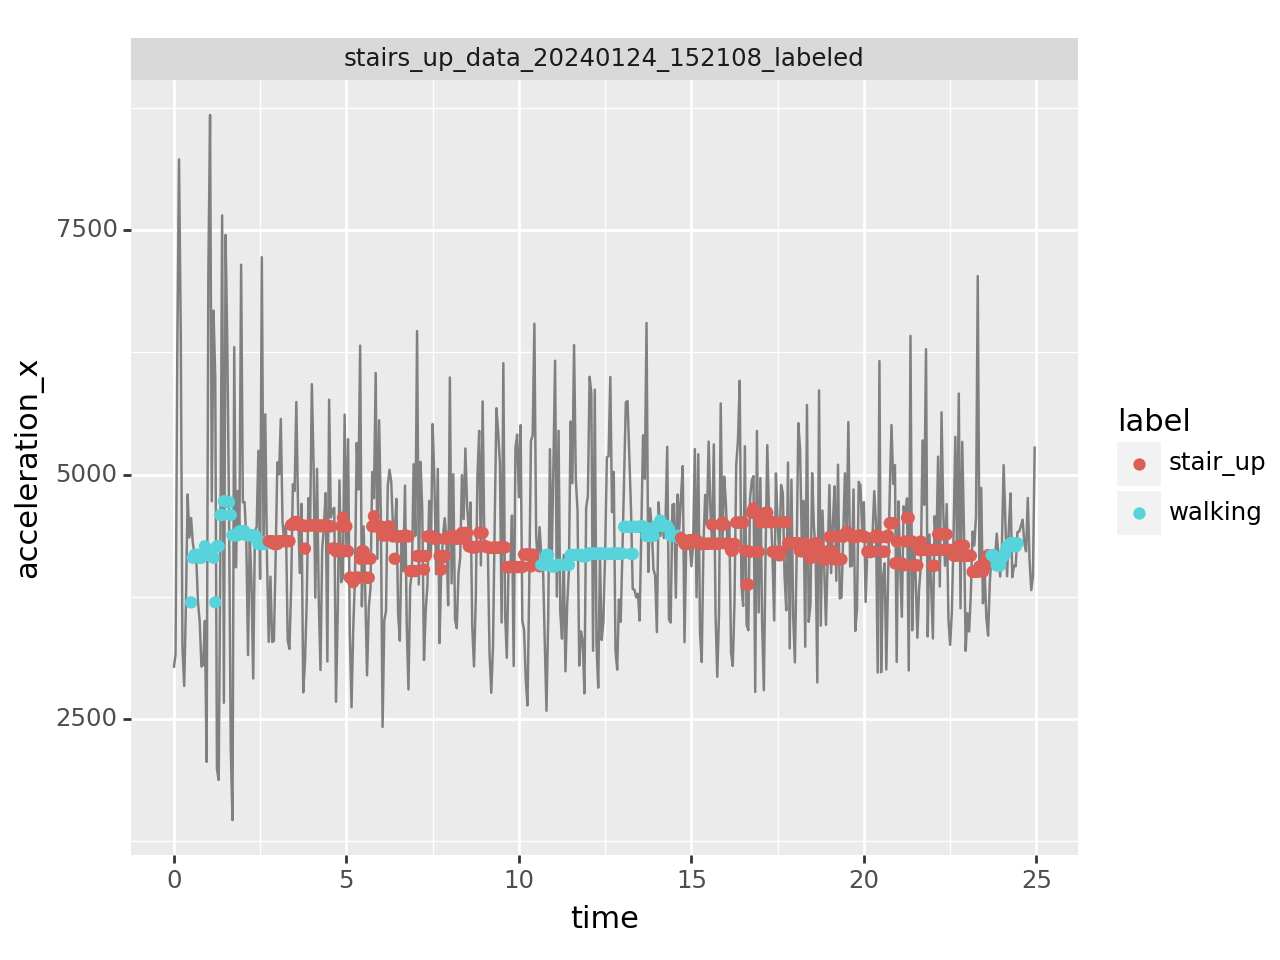 stairs_up_data_20240124_152108_labeled
7500
5000
2500
acceleration_x
0 5 10 15 20 25
time
label
stair_up
walking